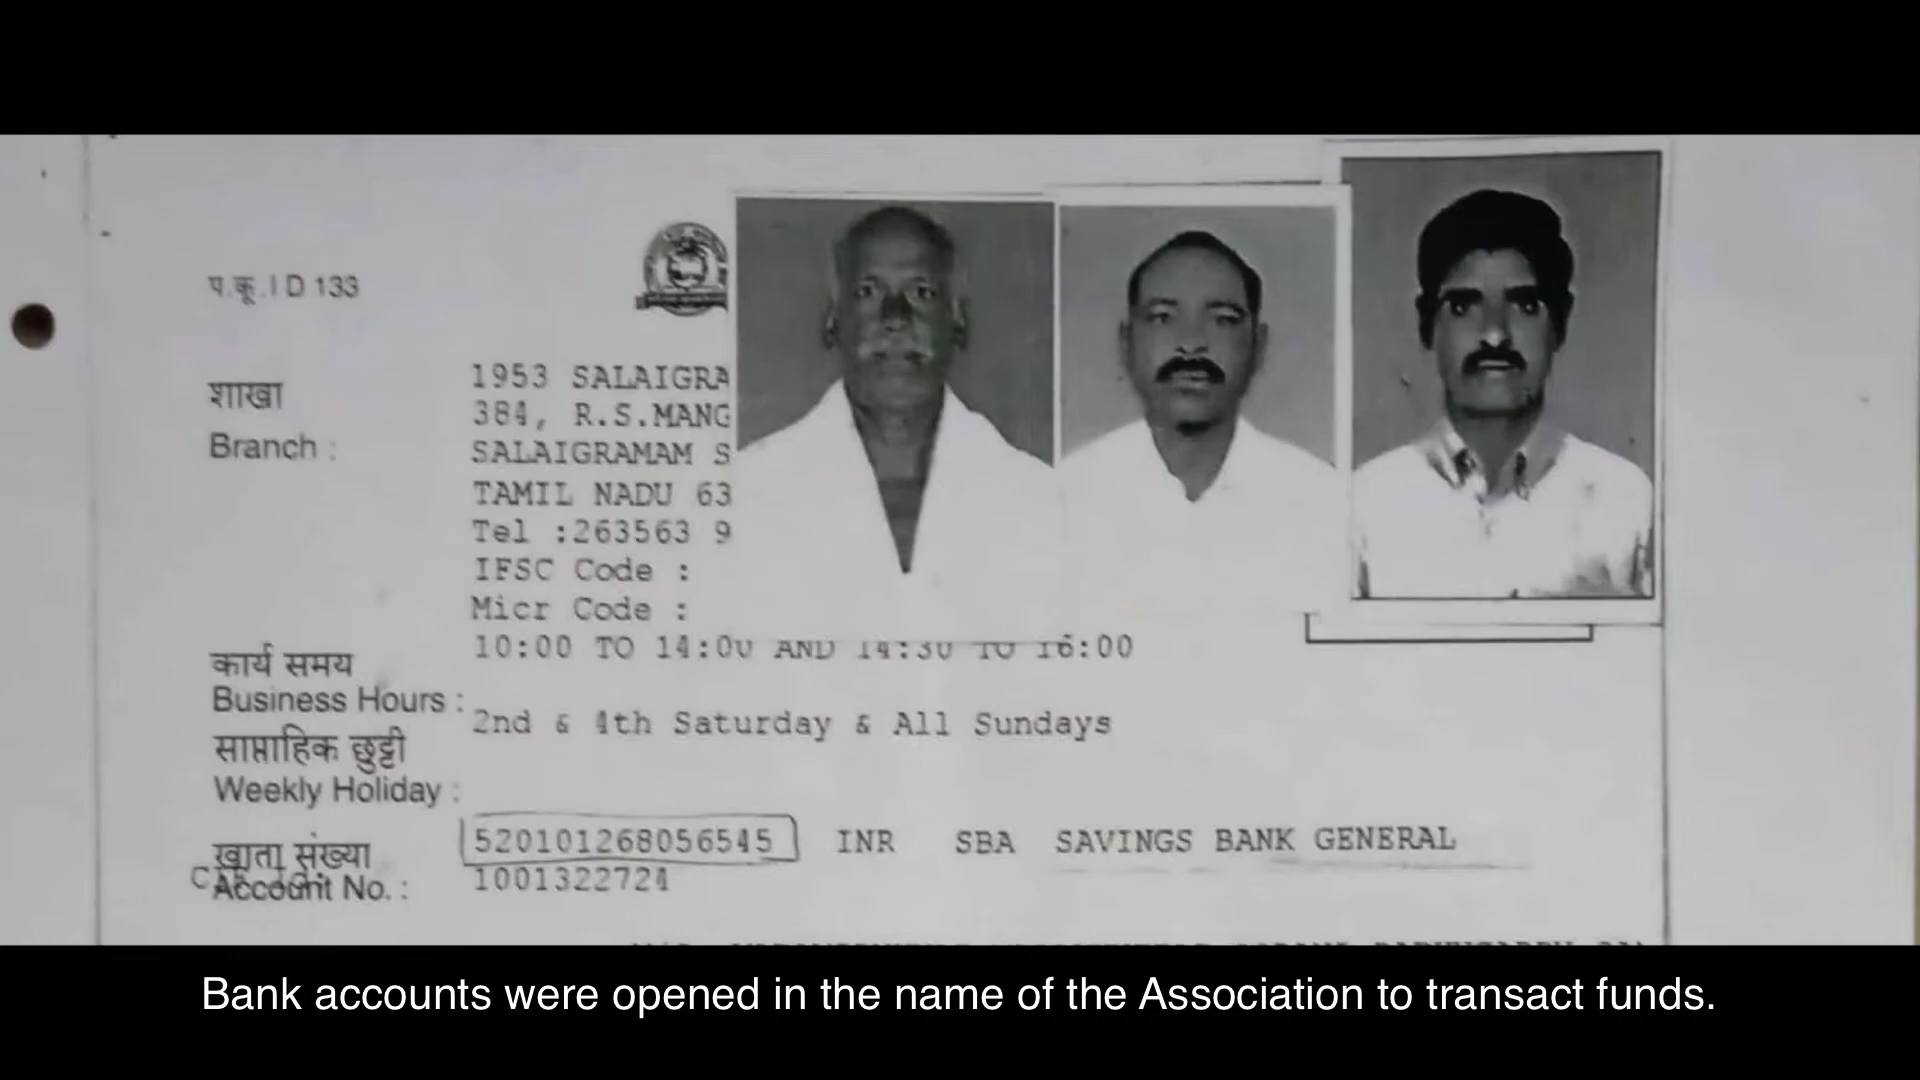 प.कू.ID 133
शाखा
Branch :
1953 SALAIGRA
384, R.S.MANG
SALAIGRAMAM S
TAMIL NADU 63
Tel :263563 9
IFSC Code :
Micr Code :
कार्य समय
Business Hours :
10:00 TO 14:00 AND 14:30 TO 16:00
साप्ताहिक छुट्टी
Weekly Holiday :
2nd & 4th Saturday & All Sundays
खाता संख्या
Account No. :
520101268056545 INR SBA SAVINGS BANK GENERAL
1001322724
Bank accounts were opened in the name of the Association to transact funds.